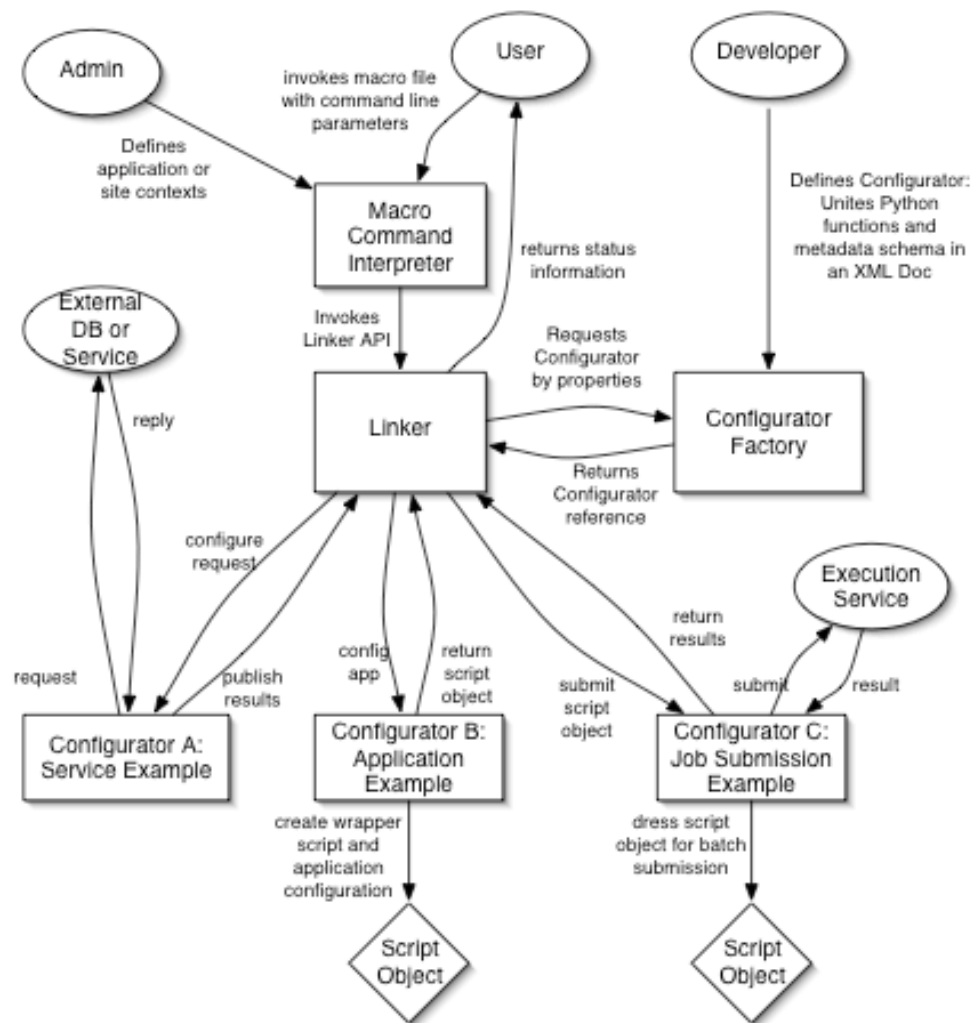 Admin
User
Developer
invokes macro file
with command line
parameters
Defines
application or
site contexts
Macro
Command
Interpreter
returns status
information
Defines Configurator:
Unites Python
functions and
metadata schema in
an XML Doc
External
DB or
Service
Invokes
Linker API
Requests
Configurator
by properties
reply
Linker
Configurator
Factory
Returns
Configurator
reference
configure
request
Execution
Service
return
results
request
publish
results
config
app
return
script
object
submit
script
object
submit
result
Configurator A:
Service Example
Configurator B:
Application
Example
Configurator C:
Job Submission
Example
create wrapper
script and
application
configuration
dress script
object for batch
submission
Script
Object
Script
Object